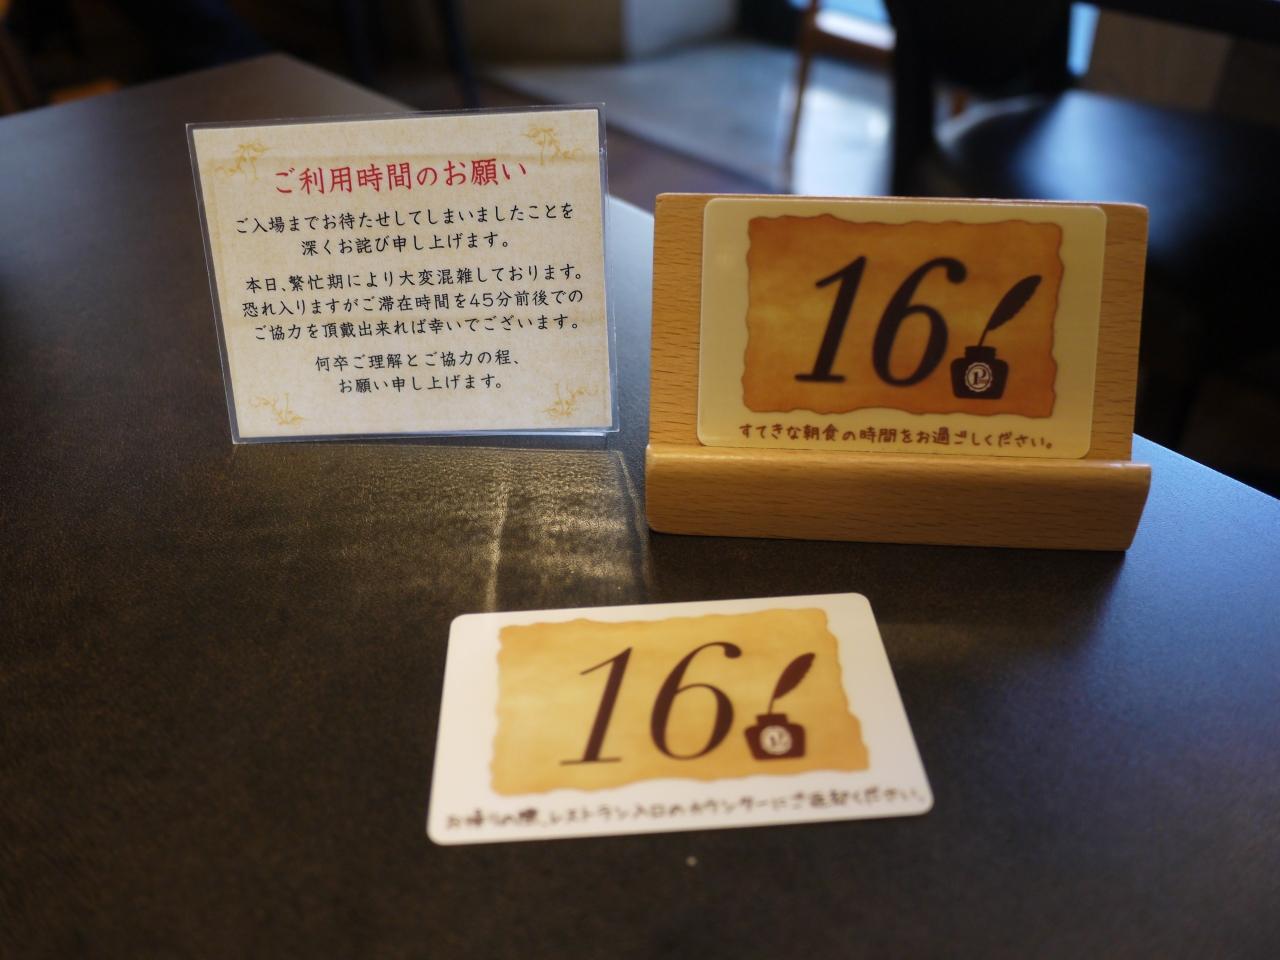 ご利用時間のお願い
ご入場までお待たせしてしまいましたことを
深くお詫び申し上げます。
本日、繁忙期により大変混雑しております。
恐れ入りますがご滞在時間を45分前後での
ご協力を頂戴出来れば幸いでございます。
何卒ご理解とご協力の程、
お願い申し上げます。
16
すてきな朝食の時間をお過ごしください。
16
お帰りの際、レストラン入口のカウンターにご返却ください。